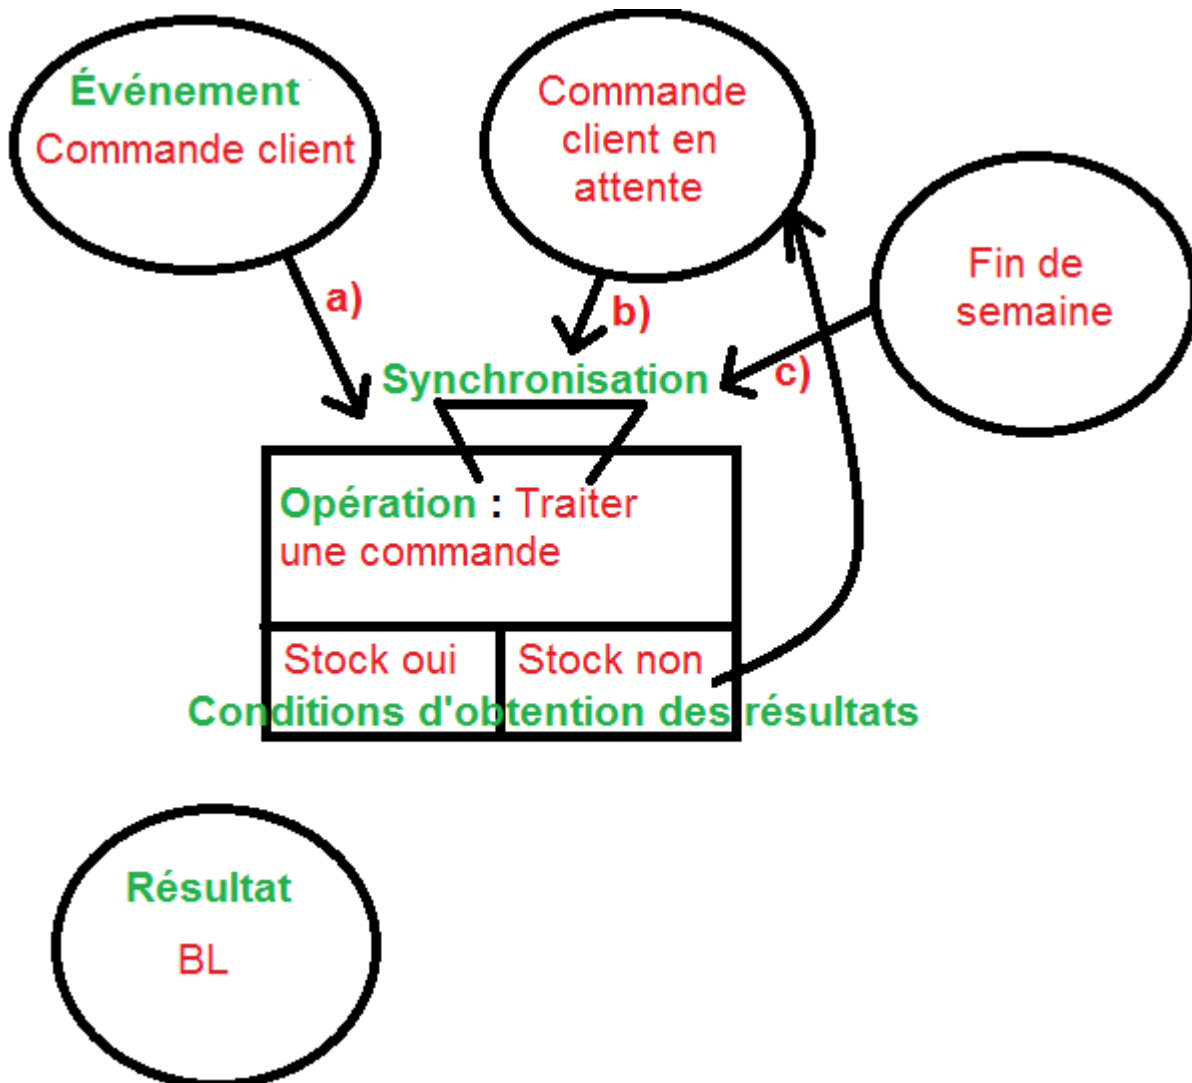 Événement
Commande client
Commande
client en
attente
Fin de
semaine
a)
b)
c)
Synchronisation
Opération : Traiter
une commande
Stock oui
Stock non
Conditions d'obtention des résultats
Résultat
BL